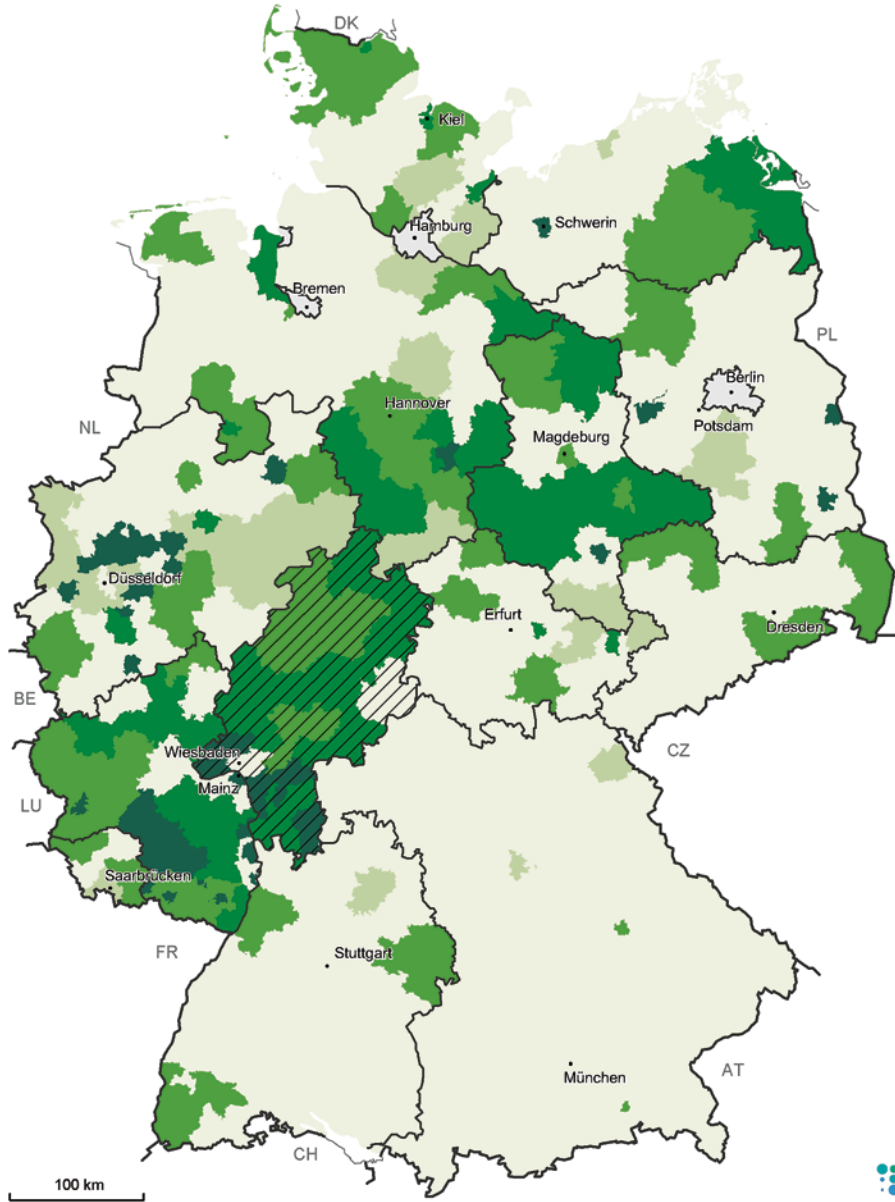 DK
Kiel
Schwerin
Hamburg
Bremen
PL
Berlin
Hannover
Potsdam
NL
Magdeburg
Düsseldorf
Erfurt
Dresden
BE
Wiesbaden
CZ
Mainz
LU
Saarbrücken
FR
Stuttgart
AT
München
CH
100 km